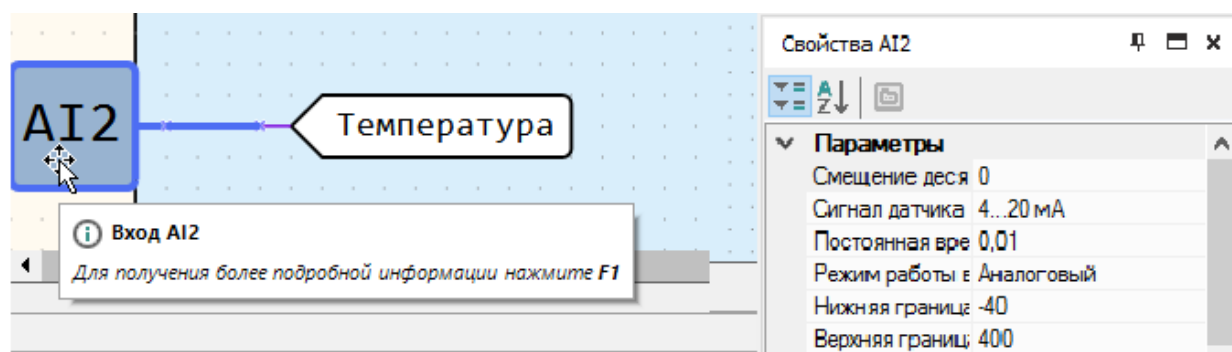 AI2
Температура
Вход AI2
Для получения более подробной информации нажмите F1
Свойства AI2
Параметры
Смещение деся 0
Сигнал датчика 4...20 мА
Постоянная вре 0,01
Режим работы в Аналоговый
Нижняя граница -40
Верхняя границ 400